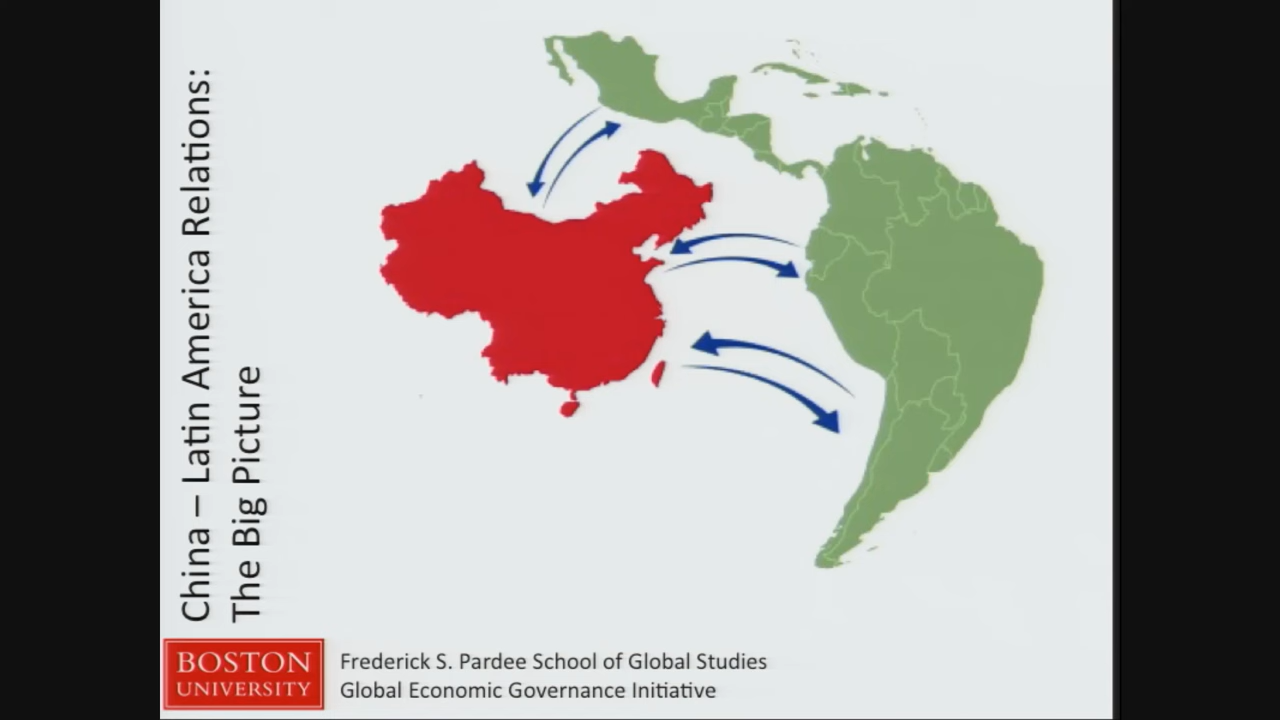 China – Latin America Relations:
The Big Picture
BOSTON
UNIVERSITY
Frederick S. Pardee School of Global Studies
Global Economic Governance Initiative